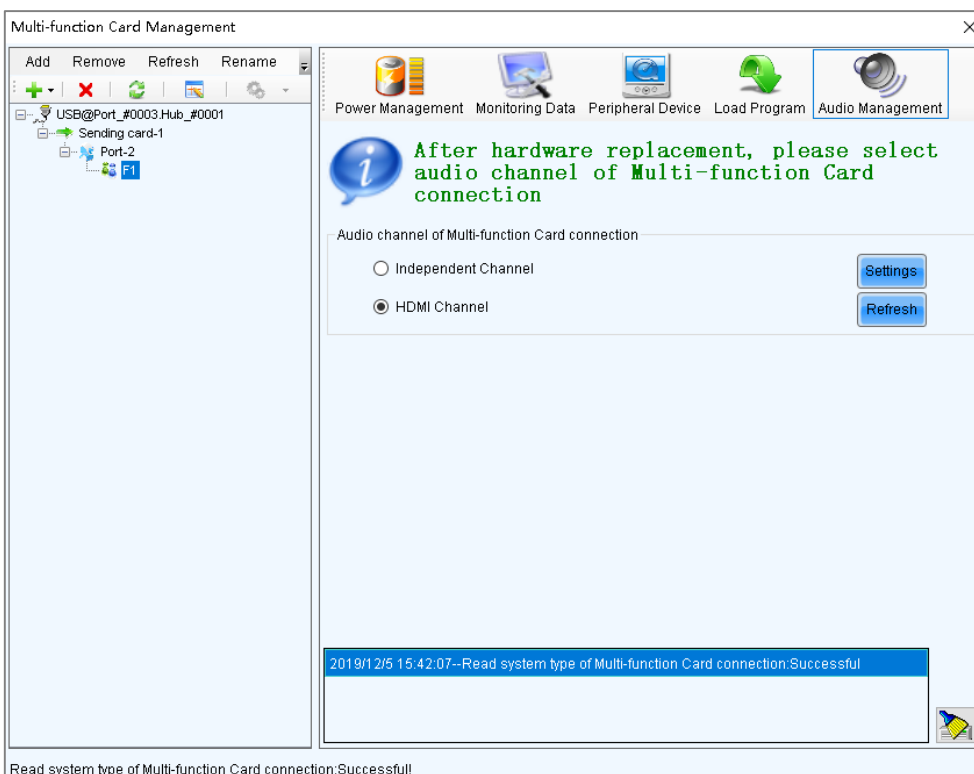 Multi-function Card Management
Add Remove Refresh Rename
USB@Port_#0003.Hub_#0001
Sending card-1
Port-2
F1
Power Management Monitoring Data Peripheral Device Load Program Audio Management
After hardware replacement, please select
audio channel of Multi-function Card
connection
Audio channel of Multi-function Card connection
Independent Channel
Settings
HDMI Channel
Refresh
2019/12/5 15:42:07--Read system type of Multi-function Card connection:Successful
Read system type of Multi-function Card connection:Successful!